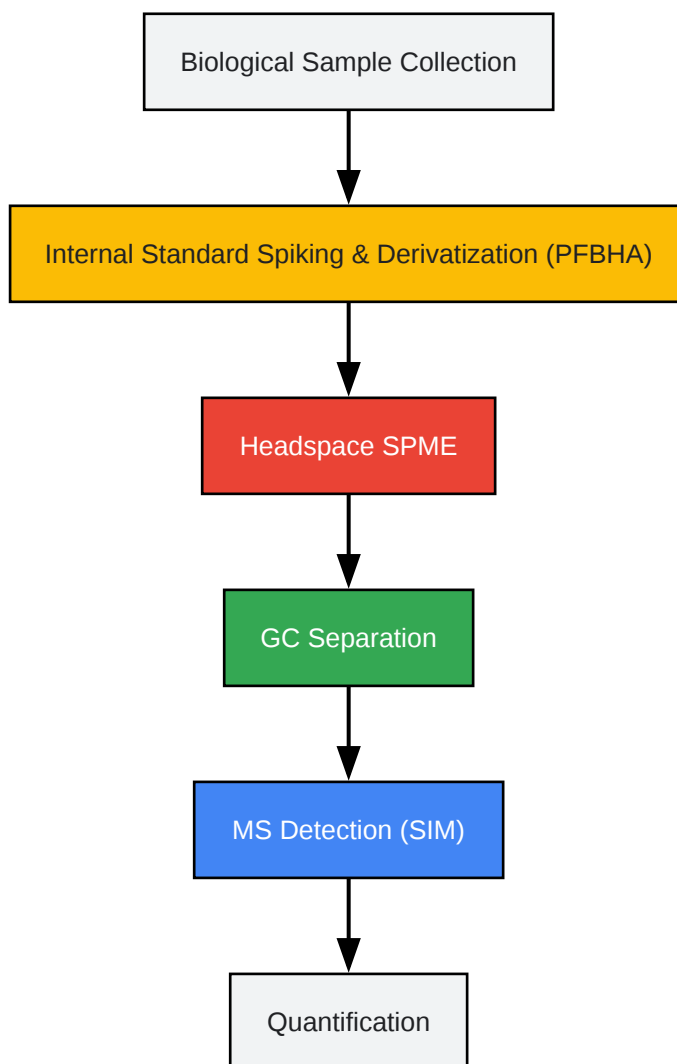 Biological Sample Collection
Internal Standard Spiking & Derivatization (PFBHA)
Headspace SPME
GC Separation
MS Detection (SIM)
Quantification